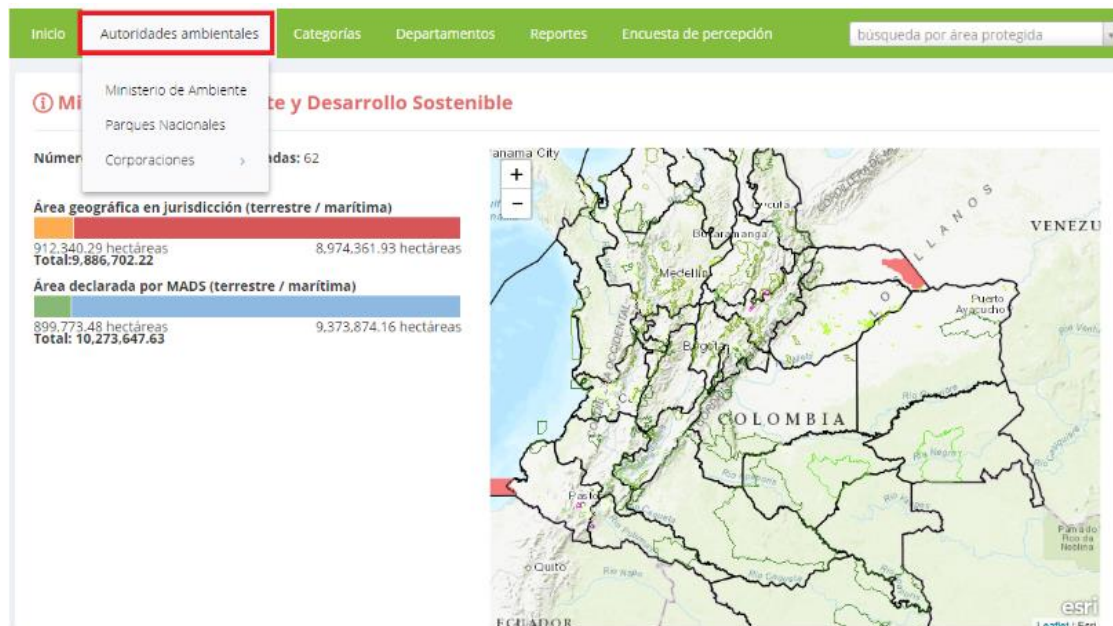 Inicio Autoridades ambientales Categorías Departamentos Reportes Encuesta de percepción búsqueda por área protegida
Ministerio de Ambiente
Parques Nacionales
Corporaciones
Mi te y Desarrollo Sostenible
Númer adas: 62
Área geográfica en jurisdicción (terrestre / marítima)
912.340.29 hectáreas 8,974,361.93 hectáreas
Total:9,886,702.22
Área declarada por MADS (terrestre / marítima)
899.773.48 hectáreas 9,373,874.16 hectáreas
Total: 10,273,647.63
anama City
+
−
Bucaramanga
LLANOS
VENEZU
Medellín
Puerto
Ayacucho
Bogotá
COLOMBIA
Pasto
Quito
ECUADOR
esri
Leaflet | Esri